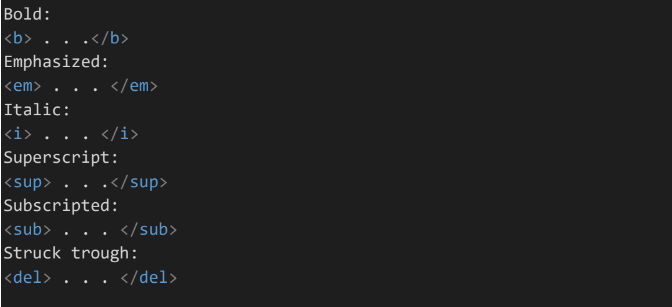 Bold:
<b> . . .</b>
Emphasized:
<em> . . . </em>
Italic:
<i> . . . </i>
Superscript:
<sup> . . .</sup>
Subscripted:
<sub> . . . </sub>
Struck trough:
<del> . . . </del>